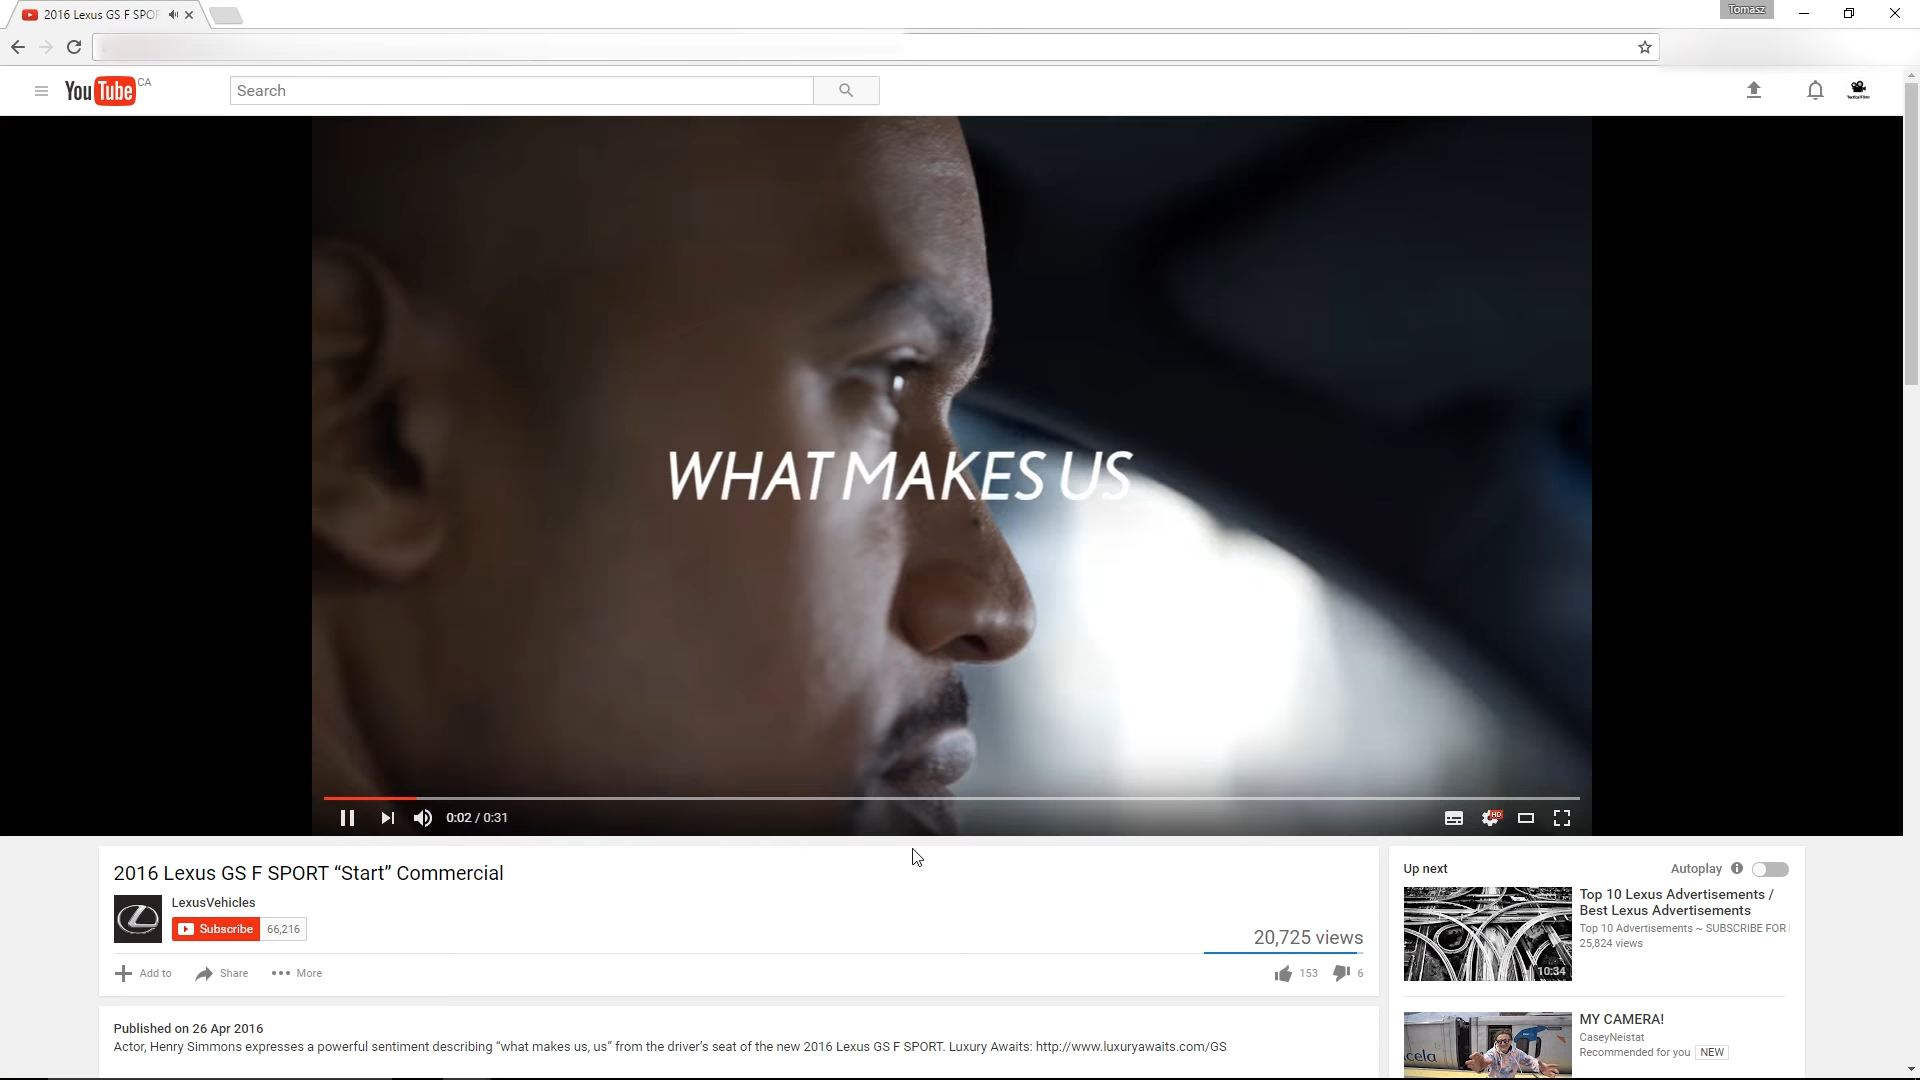 2016 Lexus GS F SPOR
Tomasz
YouTube CA
Search
WHAT MAKES US
0:02 / 0:31
HD
2016 Lexus GS F SPORT “Start” Commercial
LexusVehicles
Subscribe 66,216
20,725 views
Add to Share More
153 6
Published on 26 Apr 2016
Actor, Henry Simmons expresses a powerful sentiment describing “what makes us, us” from the driver’s seat of the new 2016 Lexus GS F SPORT. Luxury Awaits: http://www.luxuryawaits.com/GS
Up next Autoplay
10:34
Top 10 Lexus Advertisements /
Best Lexus Advertisements
Top 10 Advertisements ~ SUBSCRIBE FOR
25,824 views
cela
MY CAMERA!
CaseyNeistat
Recommended for you NEW